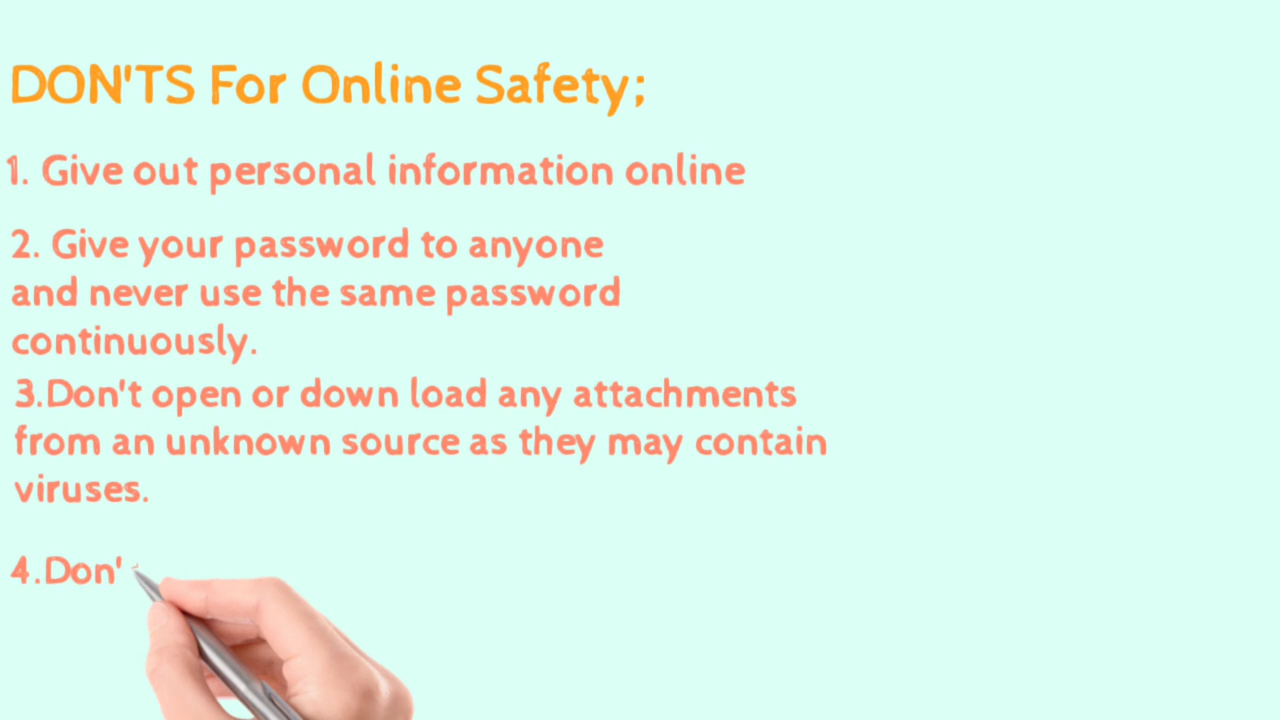 DON'TS For Online Safety;
1. Give out personal information online
2. Give your password to anyone
and never use the same password
continuously.
3.Don't open or down load any attachments
from an unknown source as they may contain
viruses.
4.Don'